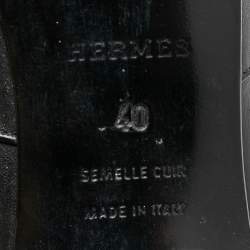 HERMES
40
SEMELLE CUIR
MADE IN ITALY